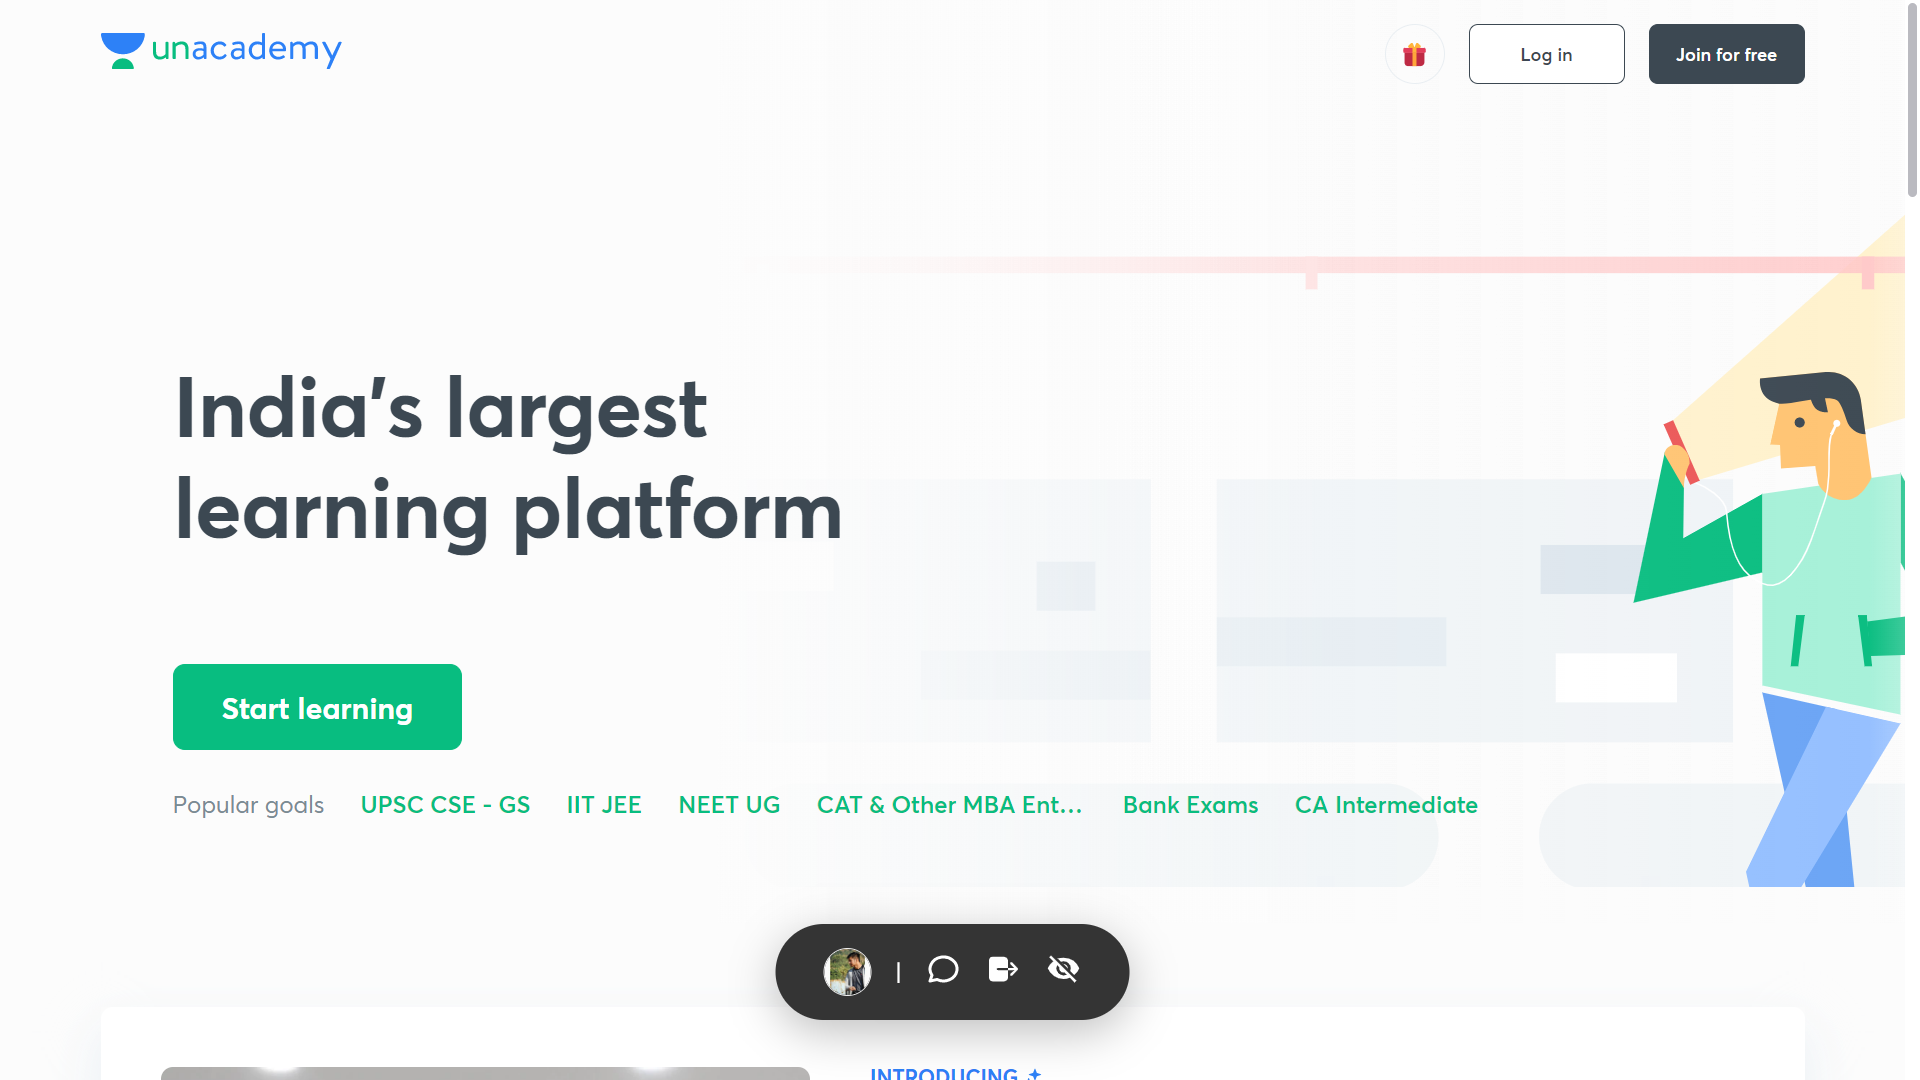 unacademy
Log in
Join for free
India's largest
learning platform
Start learning
Popular goals
UPSC CSE - GS
IIT JEE
NEET UG
CAT & Other MBA Ent...
Bank Exams
CA Intermediate
INTRODUCING